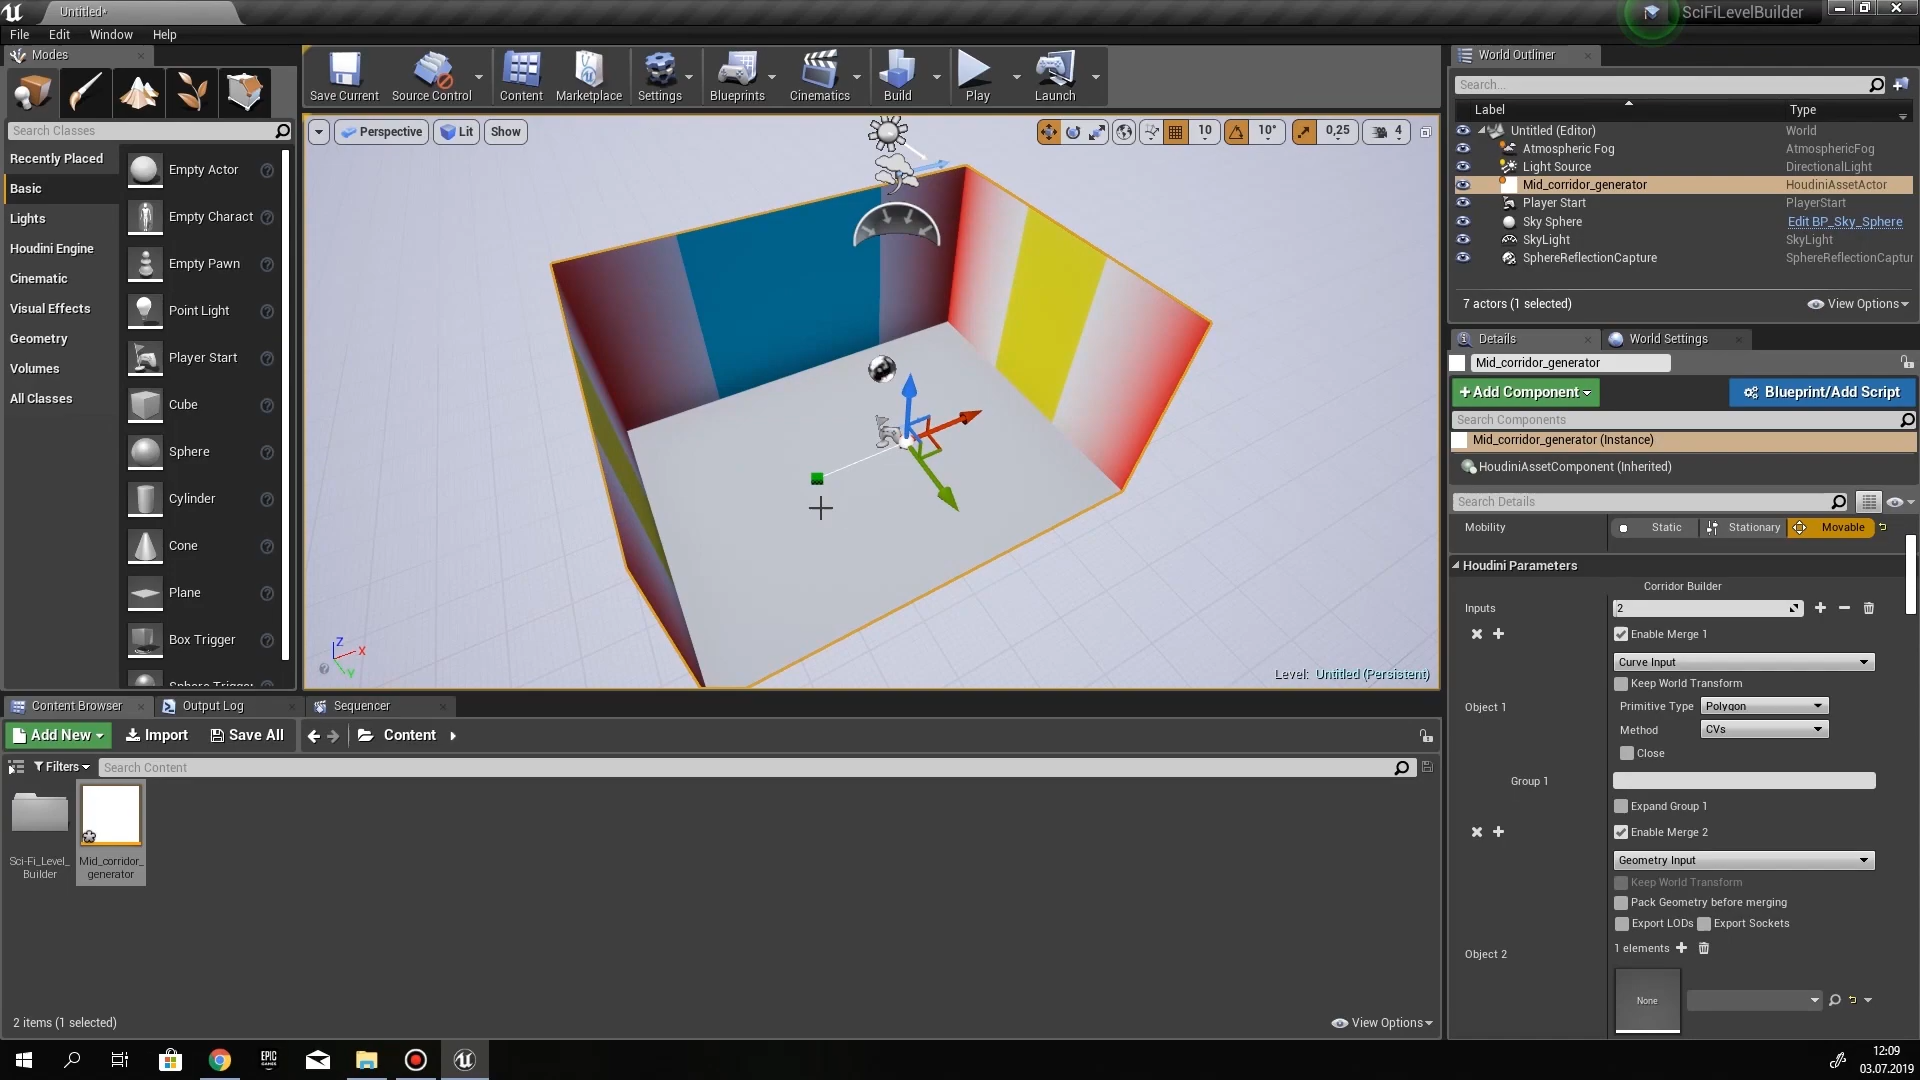 Untitled*
SciFiLevelBuilder
File Edit Window Help
Modes
Search Classes
Recently Placed
Basic
Lights
Houdini Engine
Cinematic
Visual Effects
Geometry
Volumes
All Classes
Empty Actor
Empty Charact
Empty Pawn
Point Light
Player Start
Cube
Sphere
Cylinder
Cone
Plane
Box Trigger
Sphere Trigger
Save Current
Source Control
Content
Marketplace
Settings
Blueprints
Cinematics
Build
Play
Launch
Perspective
Lit
Show
10
10°
0,25
4
Z
X
Y
Level: Untitled (Persistent)
World Outliner
Search...
Label Type
Untitled (Editor) World
Atmospheric Fog AtmosphericFog
Light Source DirectionalLight
Mid_corridor_generator HoudiniAssetActor
Player Start PlayerStart
Sky Sphere Edit BP_Sky_Sphere
SkyLight SkyLight
SphereReflectionCapture SphereReflectionCaptur
7 actors (1 selected)
View Options
Details
World Settings
Mid_corridor_generator
+Add Component
Blueprint/Add Script
Search Components
Mid_corridor_generator (Instance)
HoudiniAssetComponent (Inherited)
Search Details
Mobility Static Stationary Movable
Houdini Parameters
Corridor Builder
Inputs 2
Enable Merge 1
Curve Input
Keep World Transform
Object 1 Primitive Type Polygon
Method CVs
Close
Group 1
Expand Group 1
Enable Merge 2
Geometry Input
Keep World Transform
Pack Geometry before merging
Export LODs Export Sockets
1 elements
Object 2
None
Content Browser
Output Log
Sequencer
Add New
Import
Save All
Content
Filters
Search Content
Sci-Fi_Level_
Builder
Mid_corridor_
generator
2 items (1 selected)
View Options
EPIC
GAMES
12:09
03.07.2019